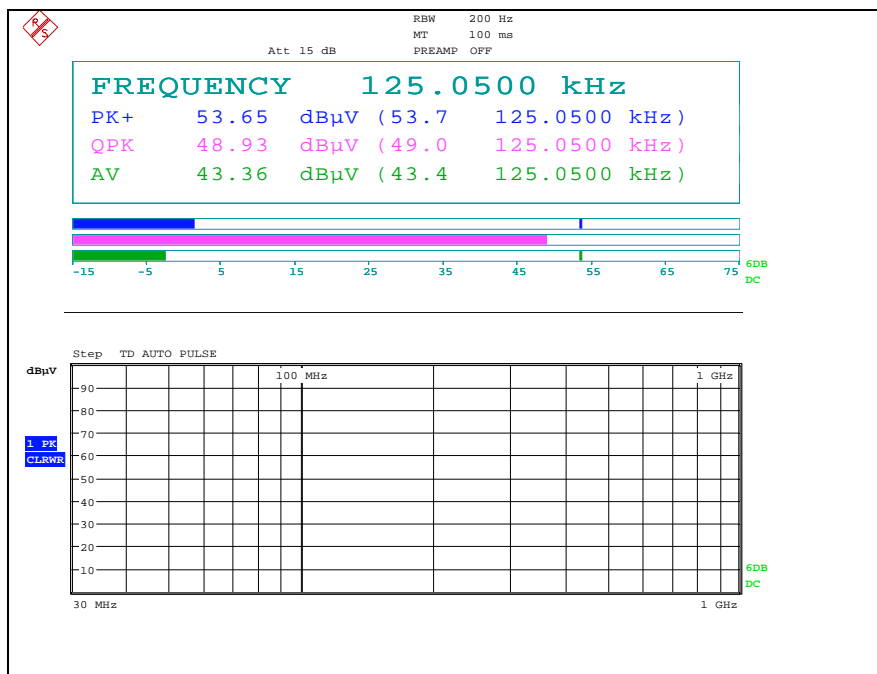 R
S
RBW 200 Hz
MT 100 ms
Att 15 dB PREAMP OFF
FREQUENCY 125.0500 kHz
PK+ 53.65 dBµV (53.7 125.0500 kHz)
QPK 48.93 dBµV (49.0 125.0500 kHz)
AV 43.36 dBµV (43.4 125.0500 kHz)
6DB
-15 -5 5 15 25 35 45 55 65 75
DC
Step TD AUTO PULSE
dBµV
100 MHz 1 GHz
90
80
70
1 PK
CLRWR
60
50
40
30
20
10
6DB
DC
30 MHz 1 GHz